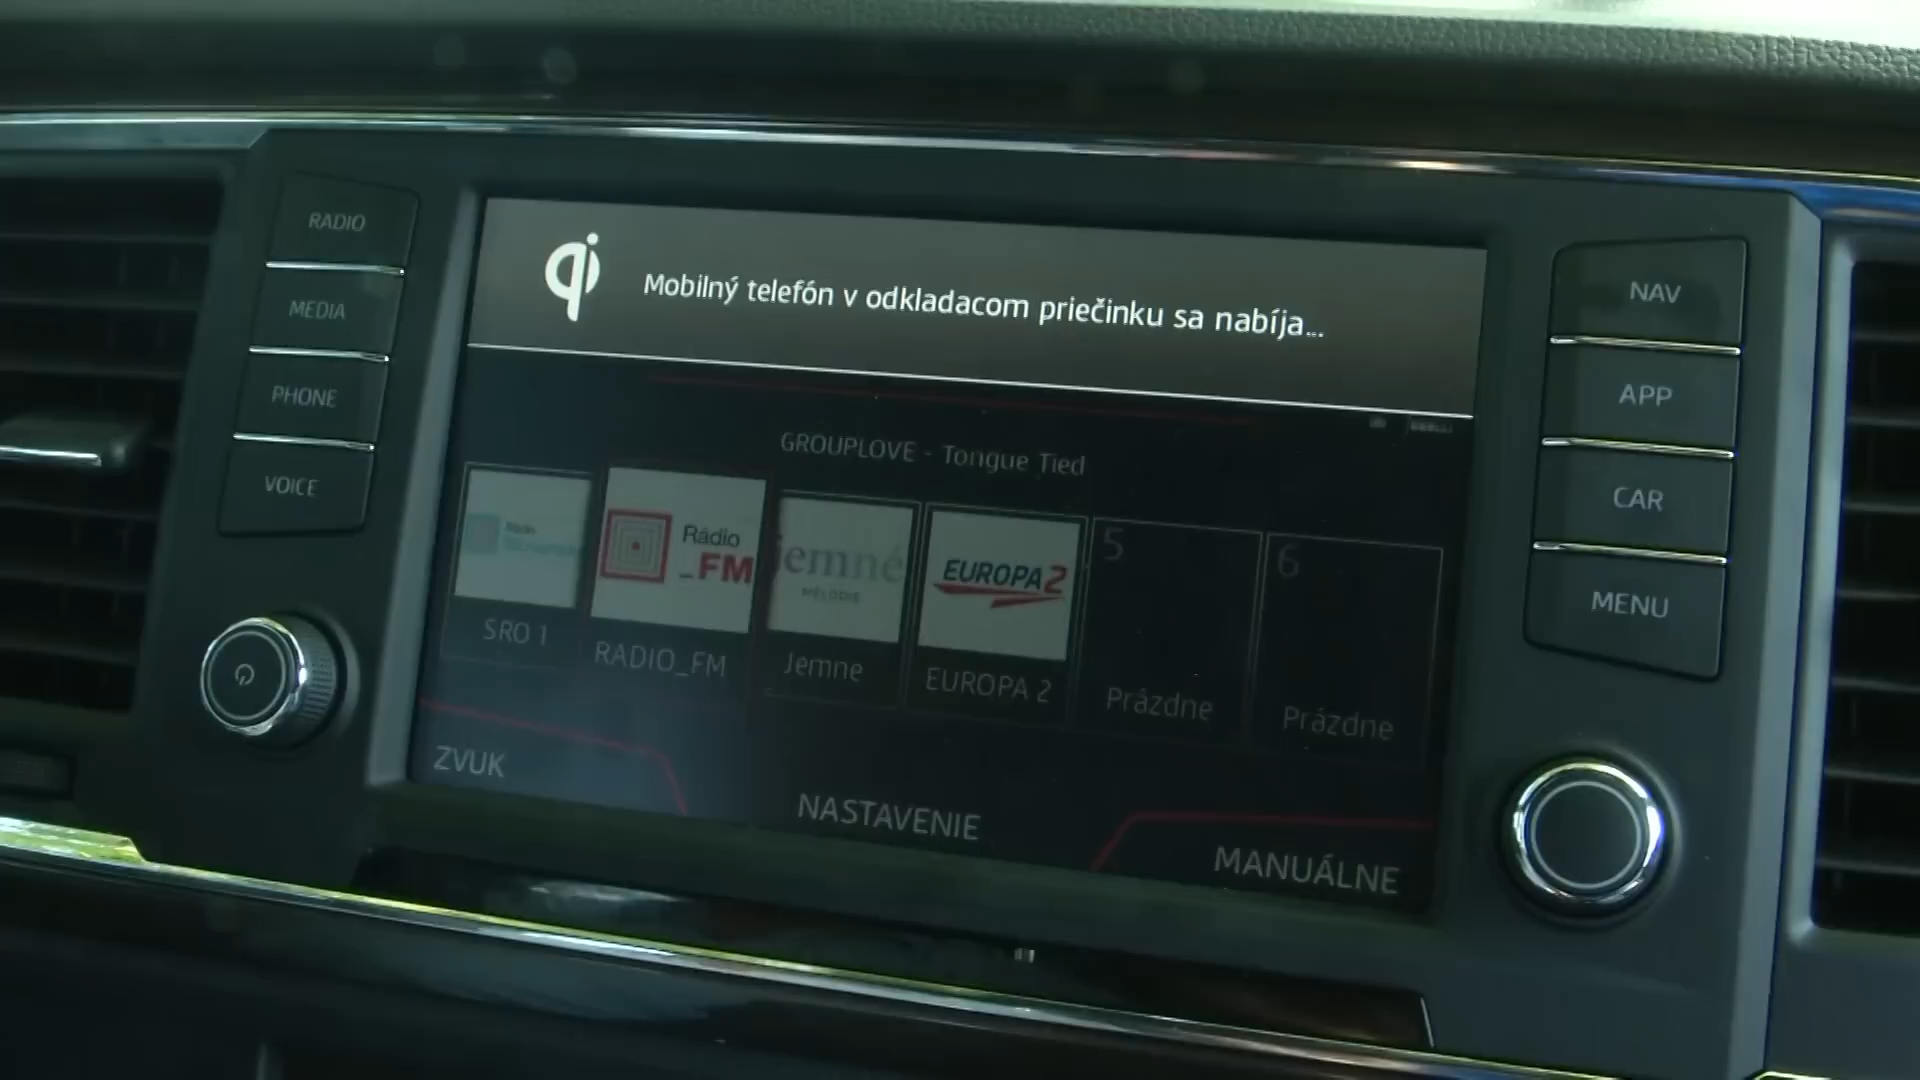 RADIO
MEDIA
PHONE
VOICE
qi
Mobilný telefón v odkladacom priečinku sa nabíja...
GROUPLOVE - Tongue Tied
Rádio
_FM
jemné
MELÓDIE
EUROPA 2
5
6
SRO 1
RADIO_FM
Jemne
EUROPA 2
Prázdne
Prázdne
ZVUK
NASTAVENIE
MANUÁLNE
NAV
APP
CAR
MENU